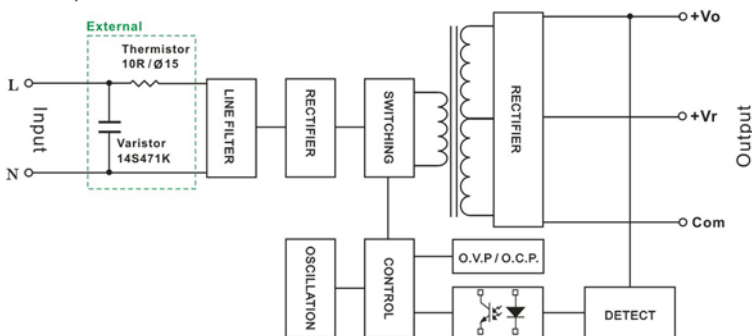 External
Thermistor
10R / Ø15
L
Input
N
Varistor
14S471K
LINE FILTER
RECTIFIER
SWITCHING
RECTIFIER
+Vo
+Vr
Com
Output
OSCILLATION
CONTROL
O.V.P / O.C.P.
DETECT